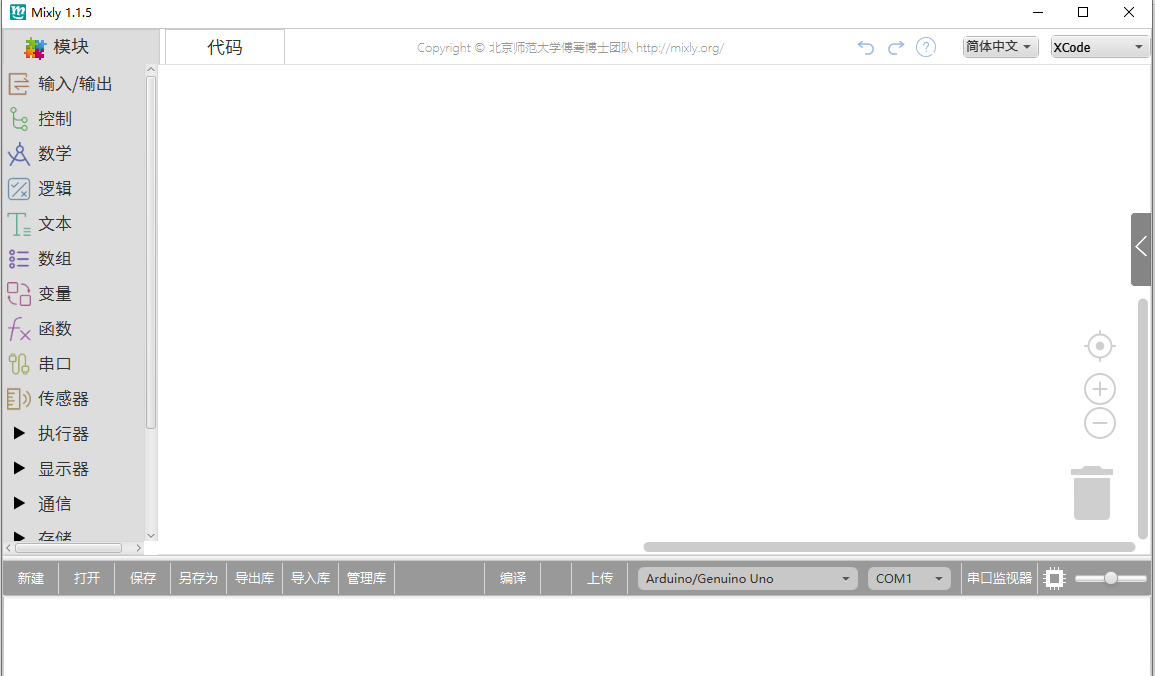 Mixly 1.1.5
模块
代码
Copyright © 北京师范大学傅骞博士团队 http://mixly.org/
简体中文
XCode
输入/输出
控制
数学
逻辑
文本
数组
变量
函数
串口
传感器
执行器
显示器
通信
存储
新建 打开 保存 另存为 导出库 导入库 管理库 编译 上传 Arduino/Genuino Uno COM1 串口监视器